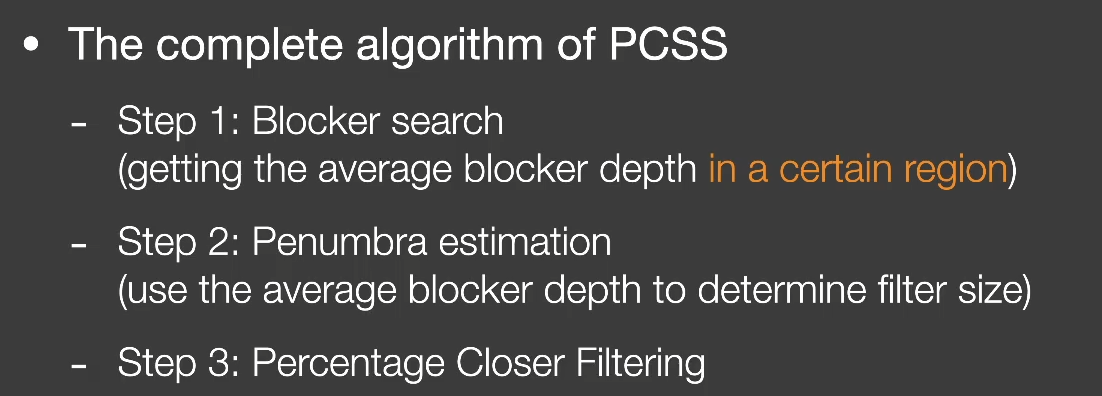 • The complete algorithm of PCSS
- Step 1: Blocker search
(getting the average blocker depth in a certain region)
- Step 2: Penumbra estimation
(use the average blocker depth to determine filter size)
- Step 3: Percentage Closer Filtering